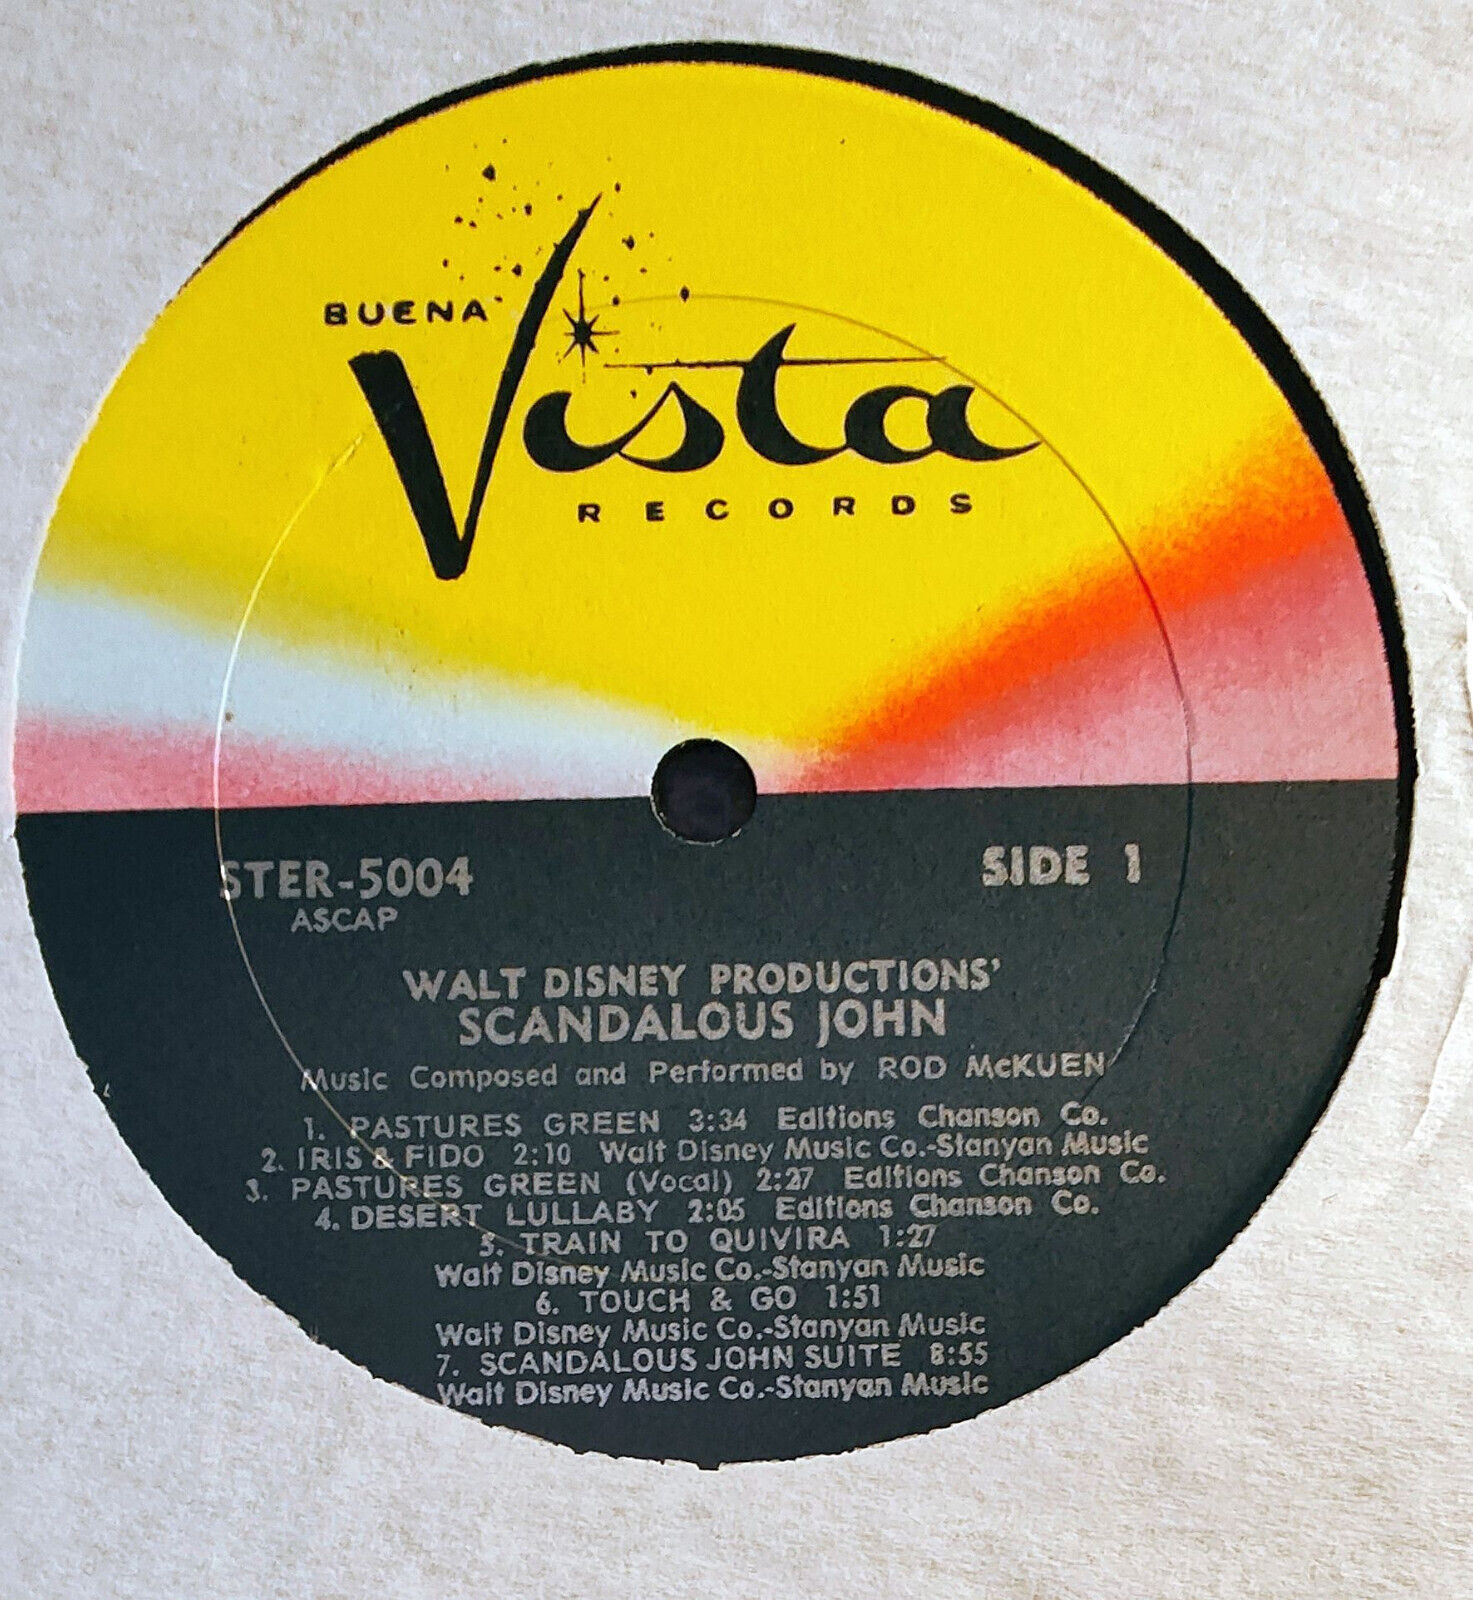 BUENA
Vista
RECORDS
STER-5004 SIDE 1
ASCAP
WALT DISNEY PRODUCTIONS'
SCANDALOUS JOHN
Music Composed and Performed by ROD McKUEN
1. PASTURES GREEN 3:34 Editions Chanson Co.
2. IRIS & FIDO 2:10 Walt Disney Music Co.-Stanyan Music
3. PASTURES GREEN (Vocal) 2:27 Editions Chanson Co.
4. DESERT LULLABY 2:05 Editions Chanson Co.
5. TRAIN TO QUIVIRA 1:27
Walt Disney Music Co.-Stanyan Music
6. TOUCH & GO 1:51
Walt Disney Music Co.-Stanyan Music
7. SCANDALOUS JOHN SUITE 8:55
Walt Disney Music Co.-Stanyan Music